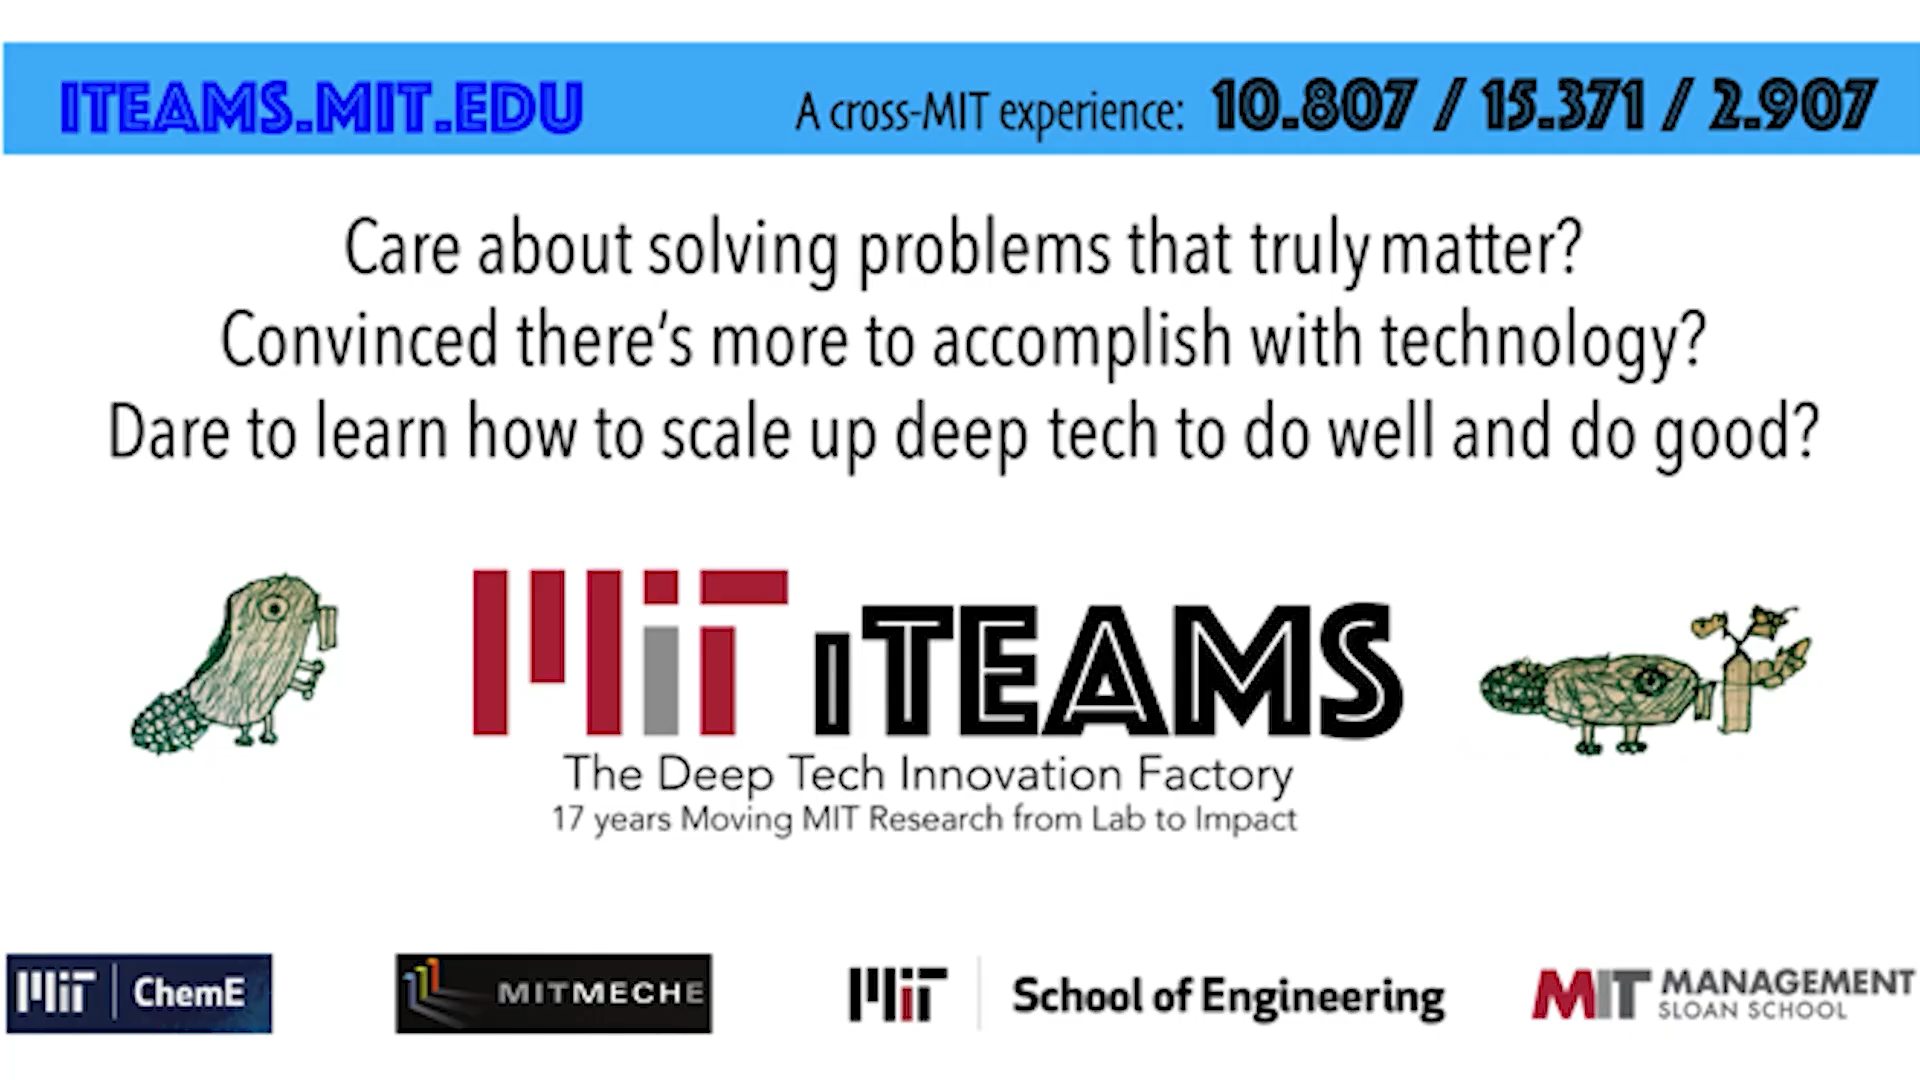 ITEAMS.MIT.EDU A cross-MIT experience: 10.807 / 15.371 / 2.907
Care about solving problems that truly matter?
Convinced there’s more to accomplish with technology?
Dare to learn how to scale up deep tech to do well and do good?
MIT iTEAMS
The Deep Tech Innovation Factory
17 years Moving MIT Research from Lab to Impact
MIT ChemE
MITMECHE
MIT School of Engineering
MIT MANAGEMENT
SLOAN SCHOOL